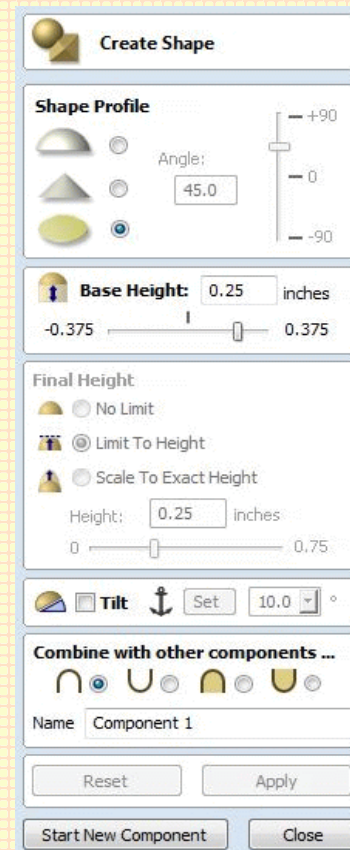 Create Shape
Shape Profile
+90
Angle:
45.0
0
-90
Base Height: 0.25 inches
-0.375 0.375
Final Height
No Limit
Limit To Height
Scale To Exact Height
Height: 0.25 inches
0 0.75
Tilt Set 10.0 °
Combine with other components ...
Name Component 1
Reset Apply
Start New Component Close